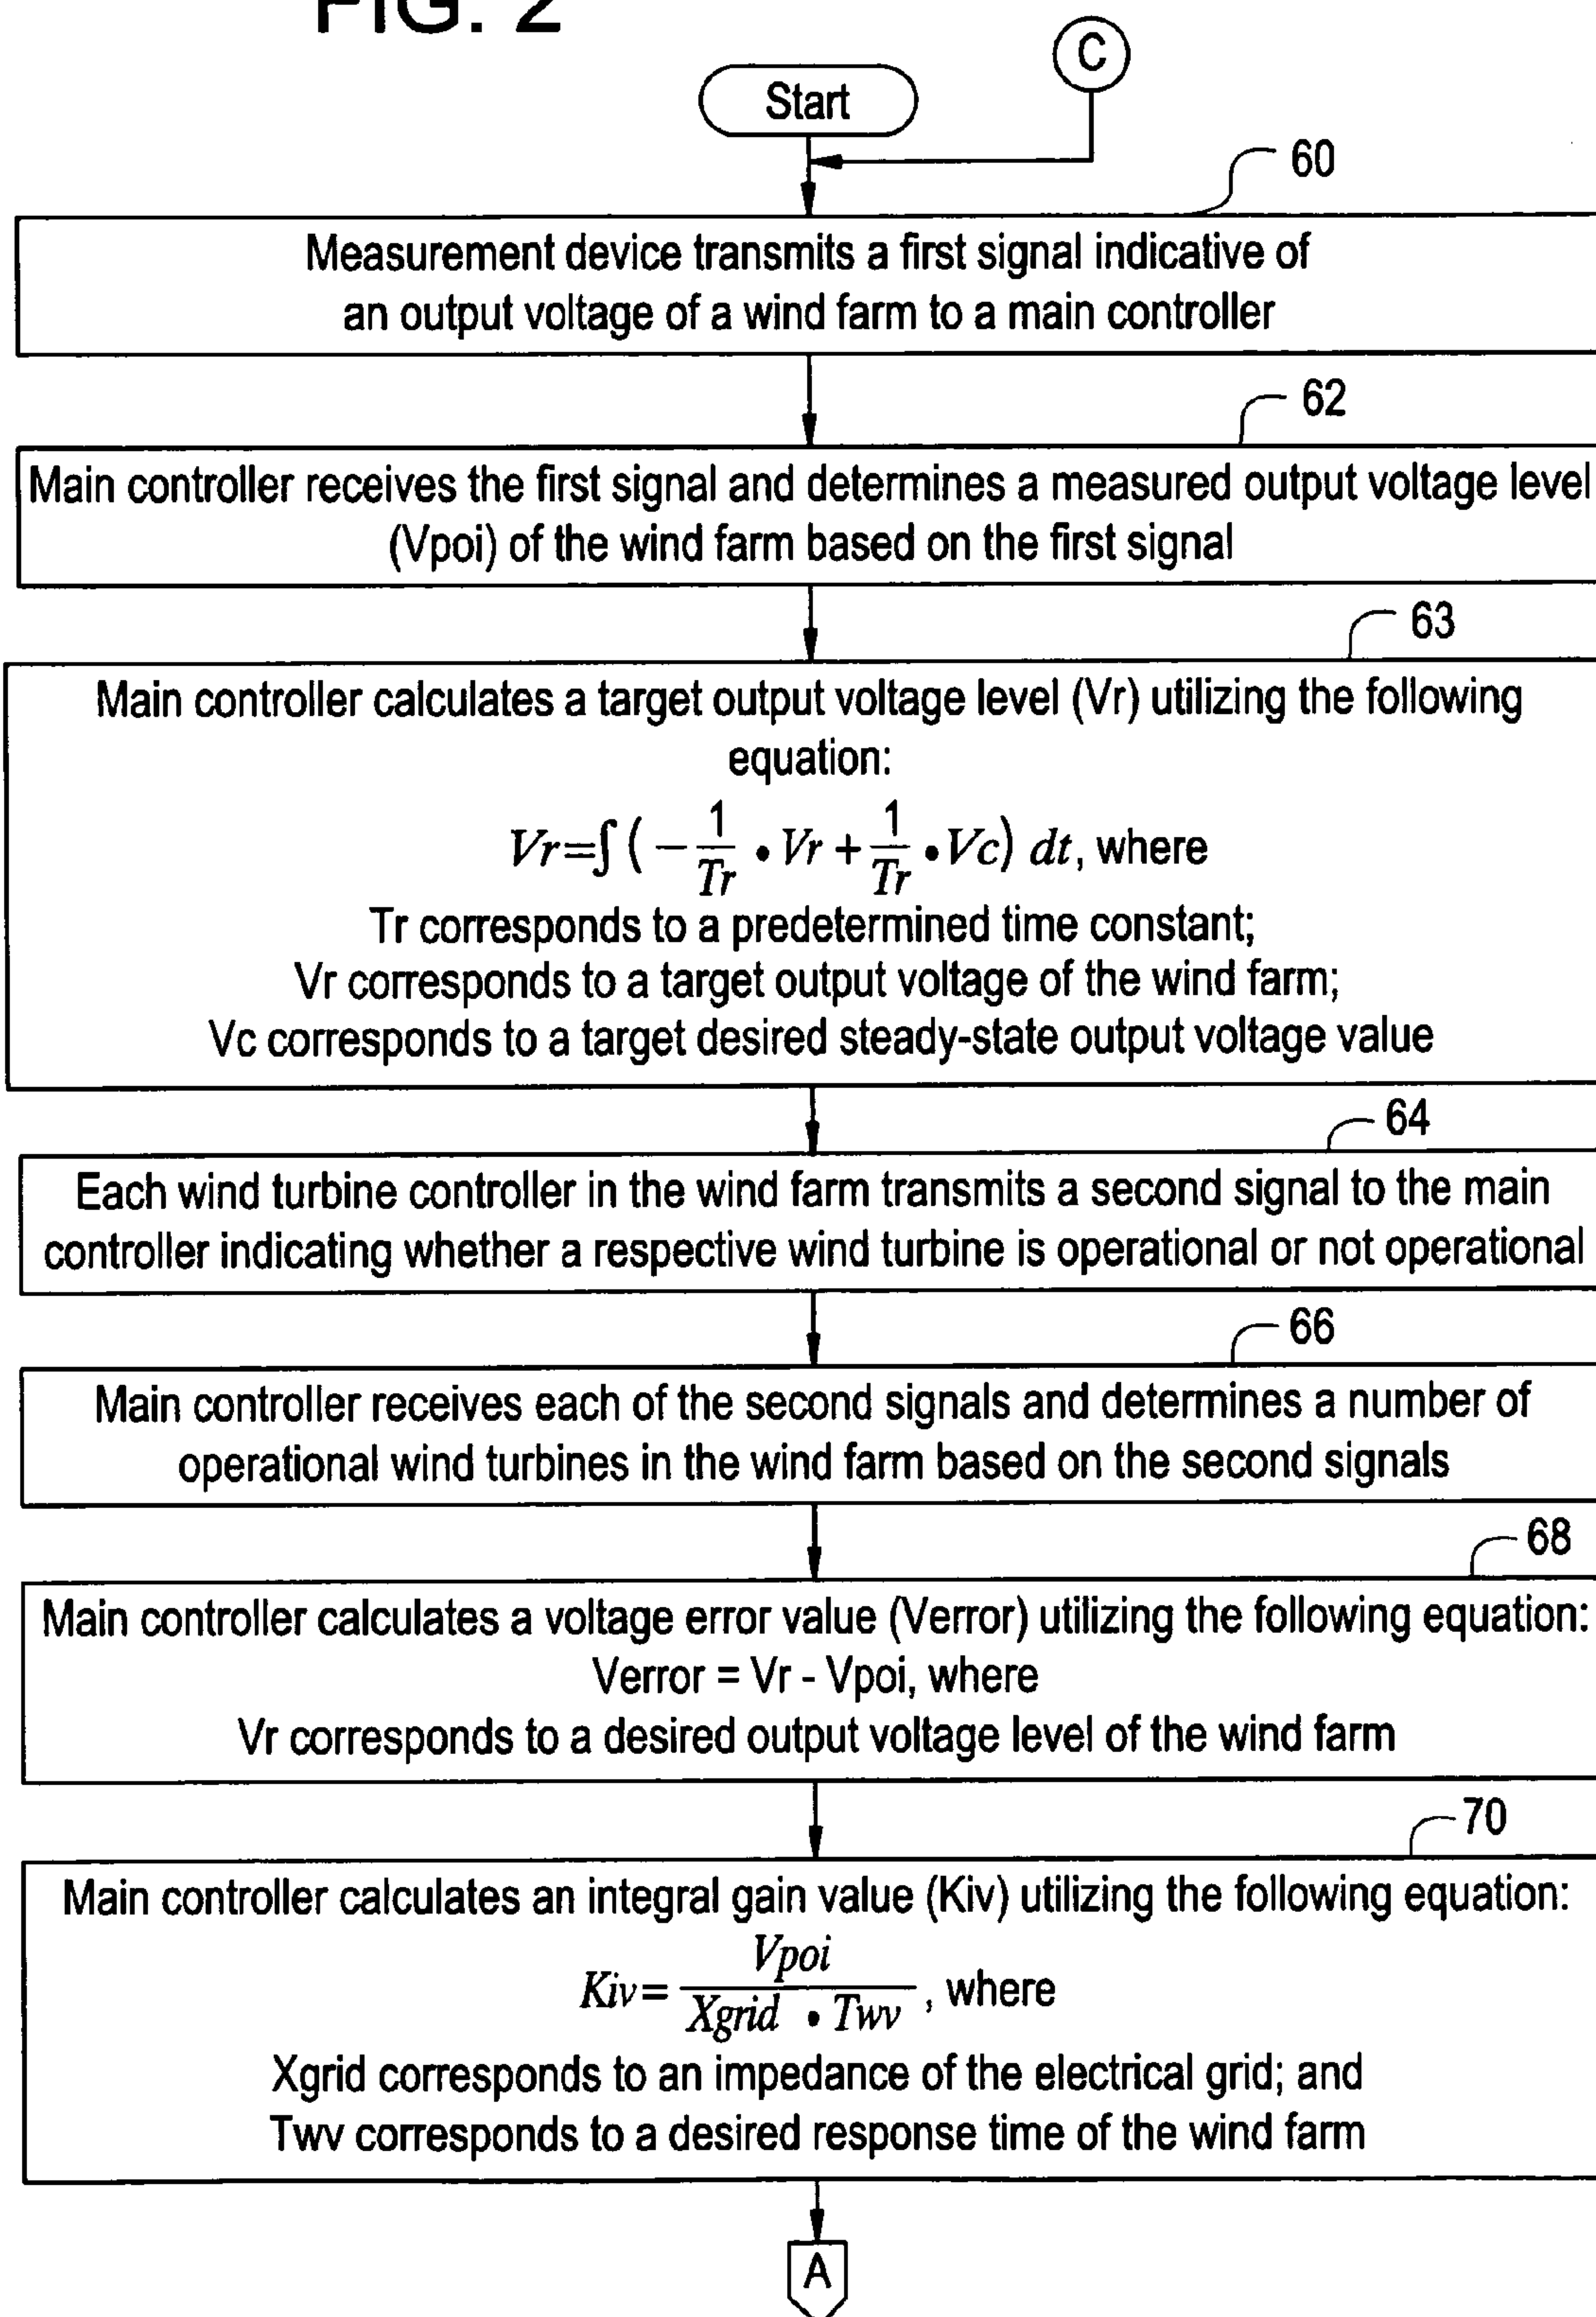 FIG. 2
C
Start
60
Measurement device transmits a first signal indicative of
an output voltage of a wind farm to a main controller
62
Main controller receives the first signal and determines a measured output voltage level
(Vpoi) of the wind farm based on the first signal
63
Main controller calculates a target output voltage level (Vr) utilizing the following
equation:
Vr=∫ ( − 1/Tr • Vr + 1/Tr • Vc) dt, where
Tr corresponds to a predetermined time constant;
Vr corresponds to a target output voltage of the wind farm;
Vc corresponds to a target desired steady-state output voltage value
64
Each wind turbine controller in the wind farm transmits a second signal to the main
controller indicating whether a respective wind turbine is operational or not operational
66
Main controller receives each of the second signals and determines a number of
operational wind turbines in the wind farm based on the second signals
68
Main controller calculates a voltage error value (Verror) utilizing the following equation:
Verror = Vr - Vpoi, where
Vr corresponds to a desired output voltage level of the wind farm
70
Main controller calculates an integral gain value (Kiv) utilizing the following equation:
Kiv= Vpoi / Xgrid • Twv , where
Xgrid corresponds to an impedance of the electrical grid; and
Twv corresponds to a desired response time of the wind farm
A